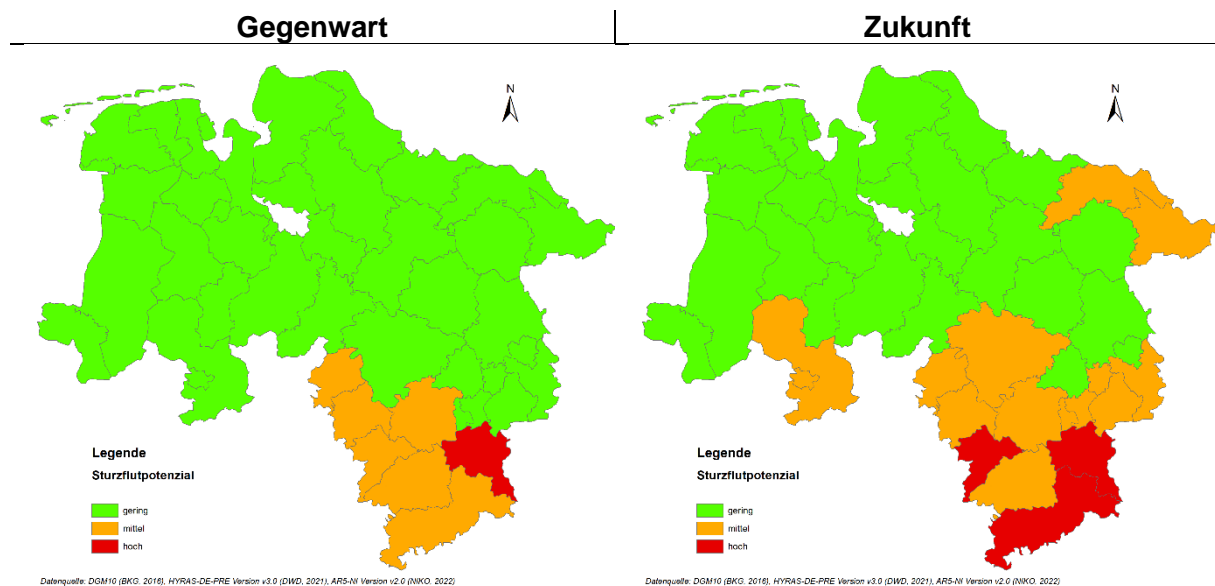 Gegenwart
Zukunft
N
N
Legende
Sturzflutpotenzial
gering
mittel
hoch
Legende
Sturzflutpotenzial
gering
mittel
hoch
Datenquelle: DGM10 (BKG. 2016), HYRAS-DE-PRE Version v3.0 (DWD, 2021), AR5-NI Version v2.0 (NIKO. 2022)
Datenquelle: DGM10 (BKG. 2016), HYRAS-DE-PRE Version v3.0 (DWD, 2021), AR5-NI Version v2.0 (NIKO. 2022)